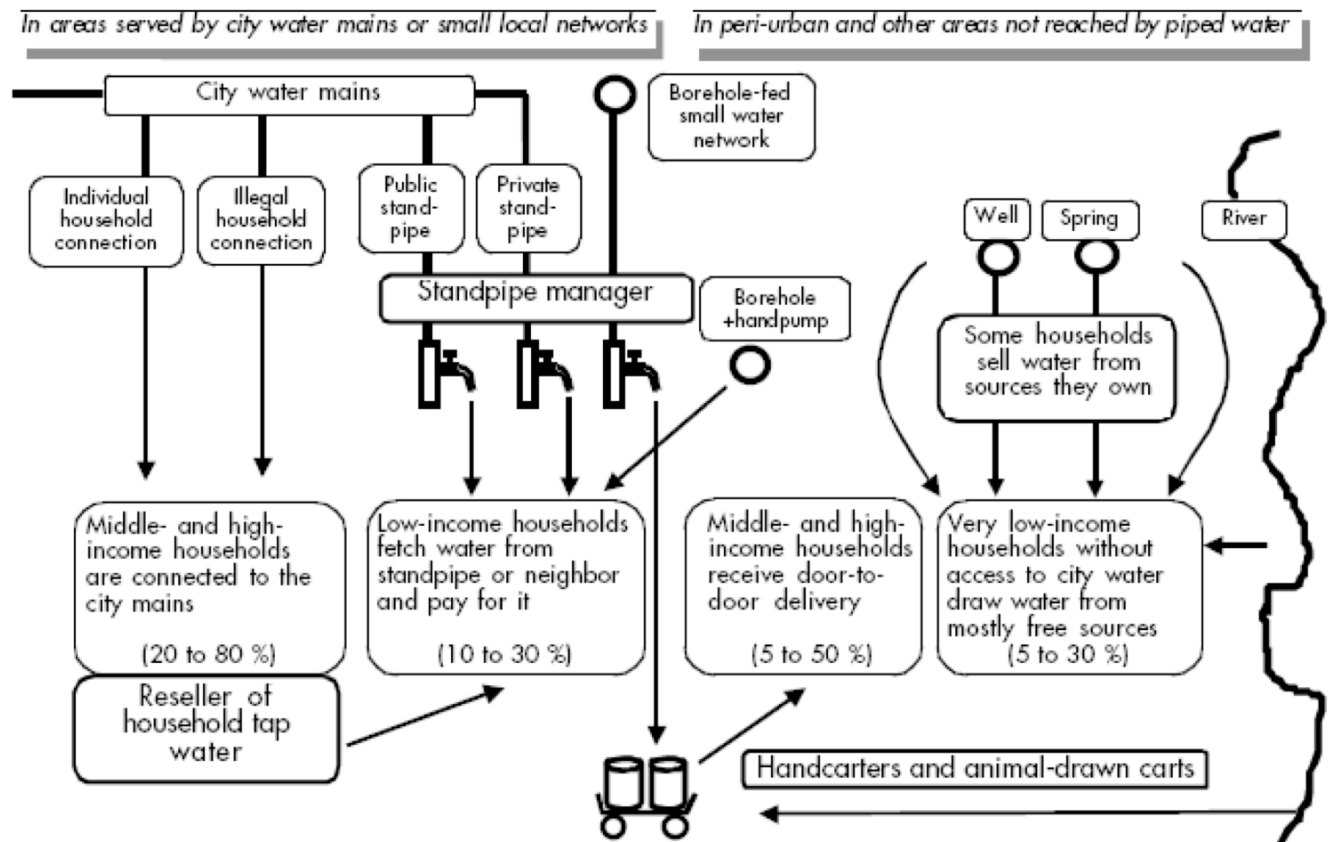 In areas served by city water mains or small local networks
In peri-urban and other areas not reached by piped water
City water mains
Borehole-fed
small water
network
Individual
household
connection
Illegal
household
connection
Public
stand-
pipe
Private
stand-
pipe
Well
Spring
River
Standpipe manager
Borehole
+handpump
Some households
sell water from
sources they own
Middle- and high-
income households
are connected to the
city mains
(20 to 80 %)
Low-income households
fetch water from
standpipe or neighbor
and pay for it
(10 to 30 %)
Middle- and high-
income households
receive door-to-
door delivery
(5 to 50 %)
Very low-income
households without
access to city water
draw water from
mostly free sources
(5 to 30 %)
Reseller of
household tap
water
Handcarters and animal-drawn carts